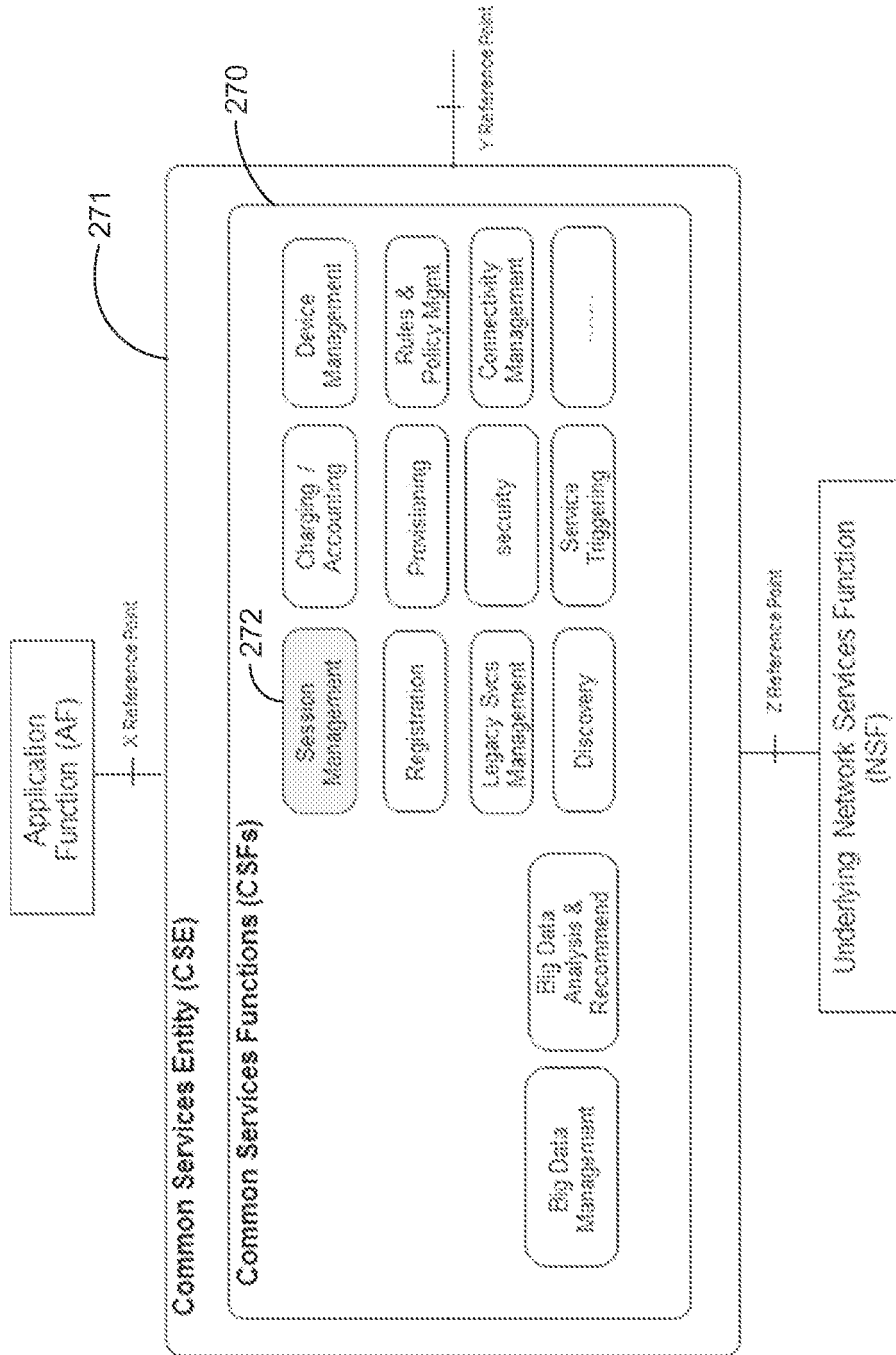 Application
Function (AF)
X Reference Point
271
Common Services Entity (CSE)
270
Common Services Functions (CSFs)
272
Session
Management
Charging /
Accounting
Device
Management
Registration
Provisioning
Rules &
Policy Mgmt
Legacy Svcs
Management
security
Connectivity
Management
Big Data
Management
Big Data
Analysis &
Recommend
Discovery
Service
Triggering
.......
Y Reference Point
Z Reference Point
Underlying Network Services Function
(NSF)